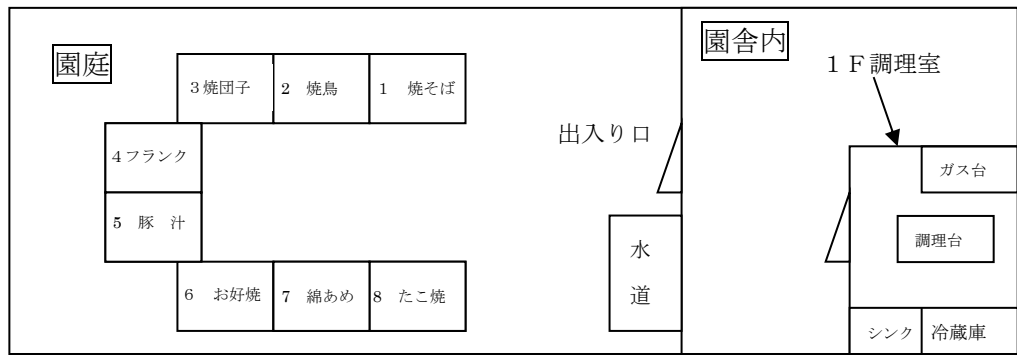 園庭
園舎内
1F調理室
3焼団子
2 焼鳥
1 焼そば
出入り口
4フランク
ガス台
5 豚 汁
調理台
水
道
6 お好焼
7 綿あめ
8 たこ焼
シンク
冷蔵庫